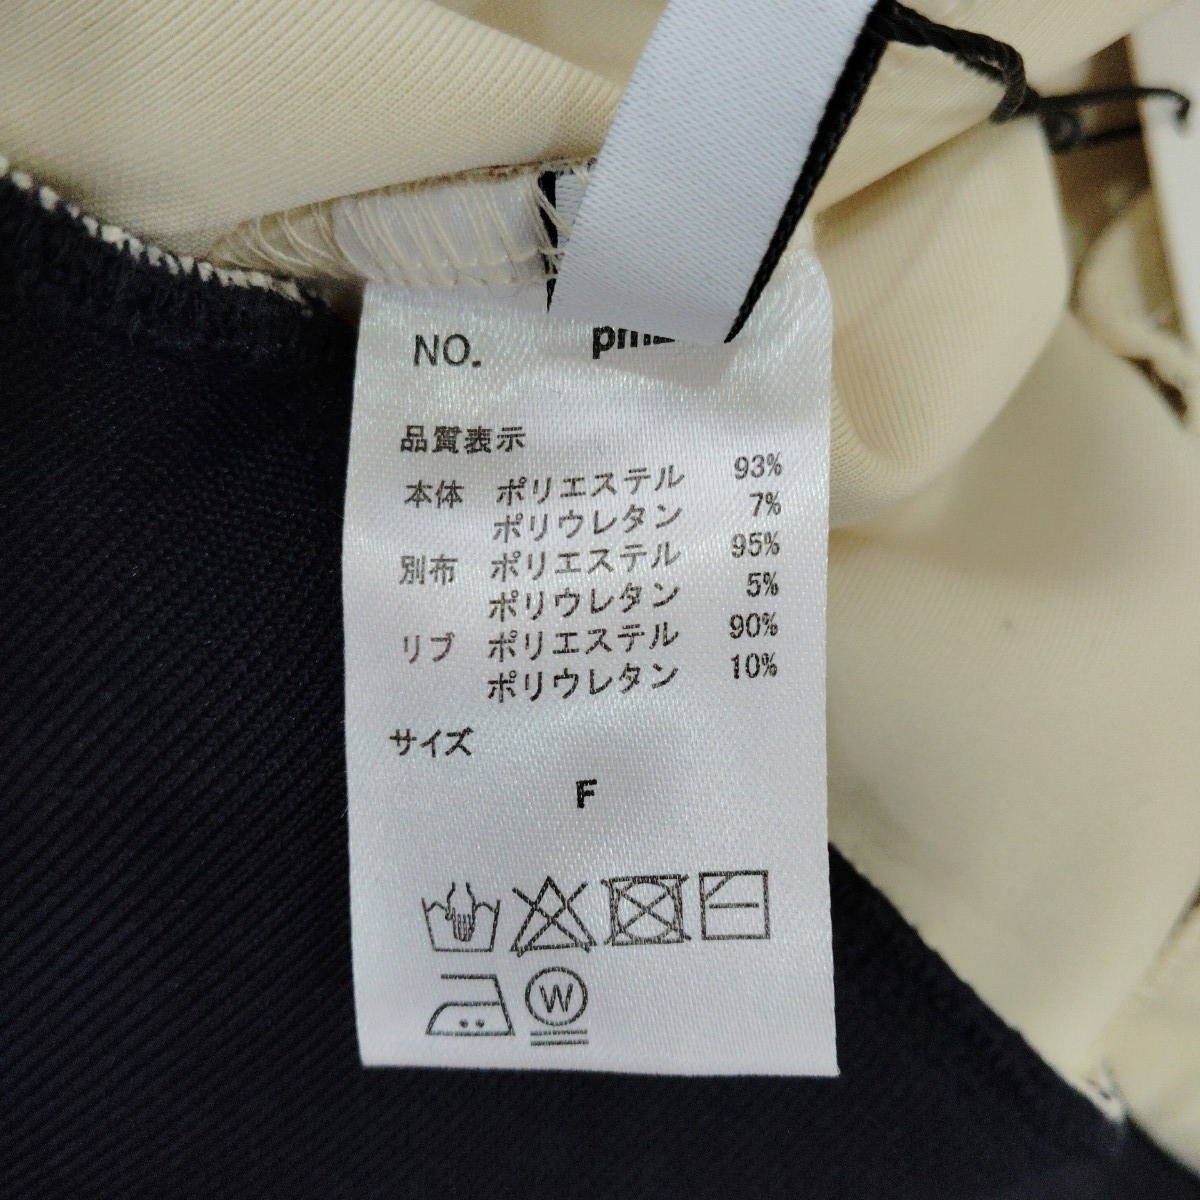 NO.
品質表示
本体 ポリエステル 93%
ポリウレタン 7%
別布 ポリエステル 95%
ポリウレタン 5%
リブ ポリエステル 90%
ポリウレタン 10%
サイズ
F
W